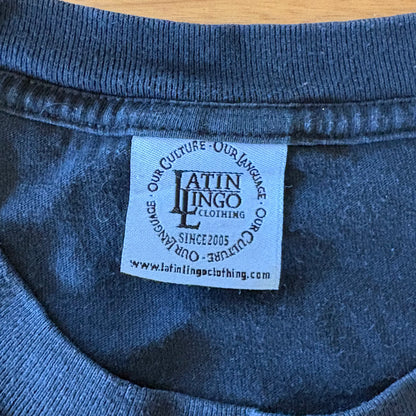 OUR CULTURE · OUR LANGUAGE · OUR CULTURE · OUR LANGUAGE ·
LATIN
LINGO
CLOTHING
SINCE 2005
www.latinlingoclothing.com